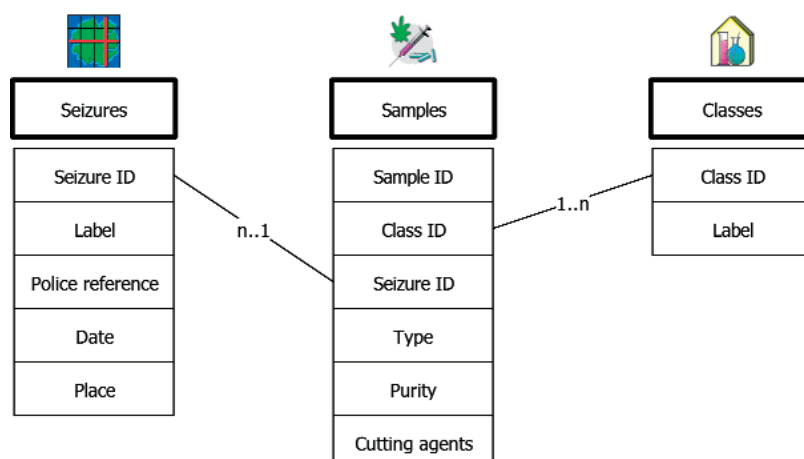 Seizures
Samples
Classes
Seizure ID
Label
Police reference
Date
Place
n..1
Sample ID
Class ID
Seizure ID
Type
Purity
Cutting agents
1..n
Class ID
Label